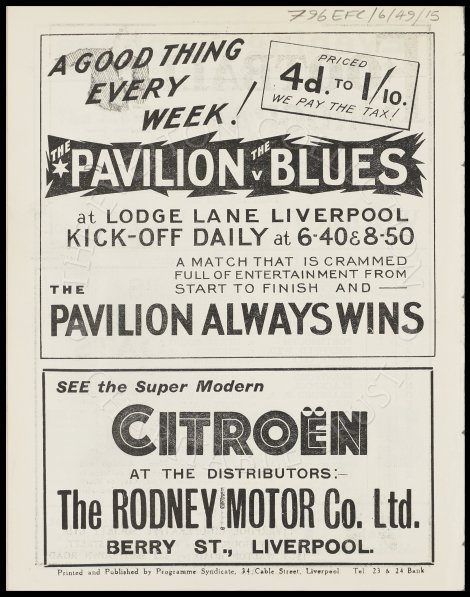 796 EFC/6/49/15
A GOOD THING
EVERY
WEEK!
PRICED
4d. TO 1/10.
WE PAY THE TAX!
THE PAVILION THE V BLUES
at LODGE LANE LIVERPOOL
KICK-OFF DAILY at 6-40 & 8-50
A MATCH THAT IS CRAMMED
FULL OF ENTERTAINMENT FROM
START TO FINISH AND —
THE
PAVILION ALWAYS WINS
SEE the Super Modern
CITROËN
AT THE DISTRIBUTORS:–
The RODNEY MOTOR Co. Ltd.
BERRY ST., LIVERPOOL.
Printed and Published by Programme Syndicate, 34, Cable Street, Liverpool Tel 23 & 24 Bank